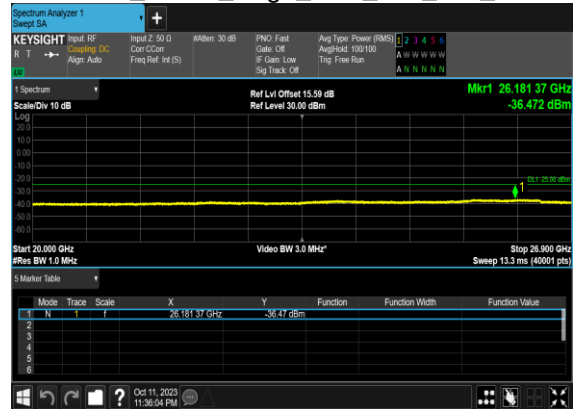 Spectrum Analyzer 1
Swept SA
+
KEYSIGHT Input: RF Input Z: 50 Ω #Atten: 30 dB PNO: Fast Avg Type: Power (RMS) 1 2 3 4 5 6
R T Coupling: DC Corr CCorr Gate: Off Avg|Hold: 100/100 A W W W W W
Align: Auto Freq Ref: Int (S) IF Gain: Low Trig: Free Run
Sig Track: Off A N N N N N
1 Spectrum
Ref Lvl Offset 15.59 dB Mkr1 26.181 37 GHz
Scale/Div 10 dB Ref Level 30.00 dBm -36.472 dBm
Log
20.0
10.0
0.00
-10.0
-20.0
DL1 -25.00 dBm
1
-30.0
-40.0
-50.0
-60.0
Start 20.000 GHz Video BW 3.0 MHz* Stop 26.900 GHz
#Res BW 1.0 MHz Sweep 13.3 ms (40001 pts)
5 Marker Table
Mode Trace Scale X Y Function Function Width Function Value
1 N 1 f 26.181 37 GHz -36.47 dBm
2
3
4
5
6
? Oct 11, 2023
11:36:04 PM